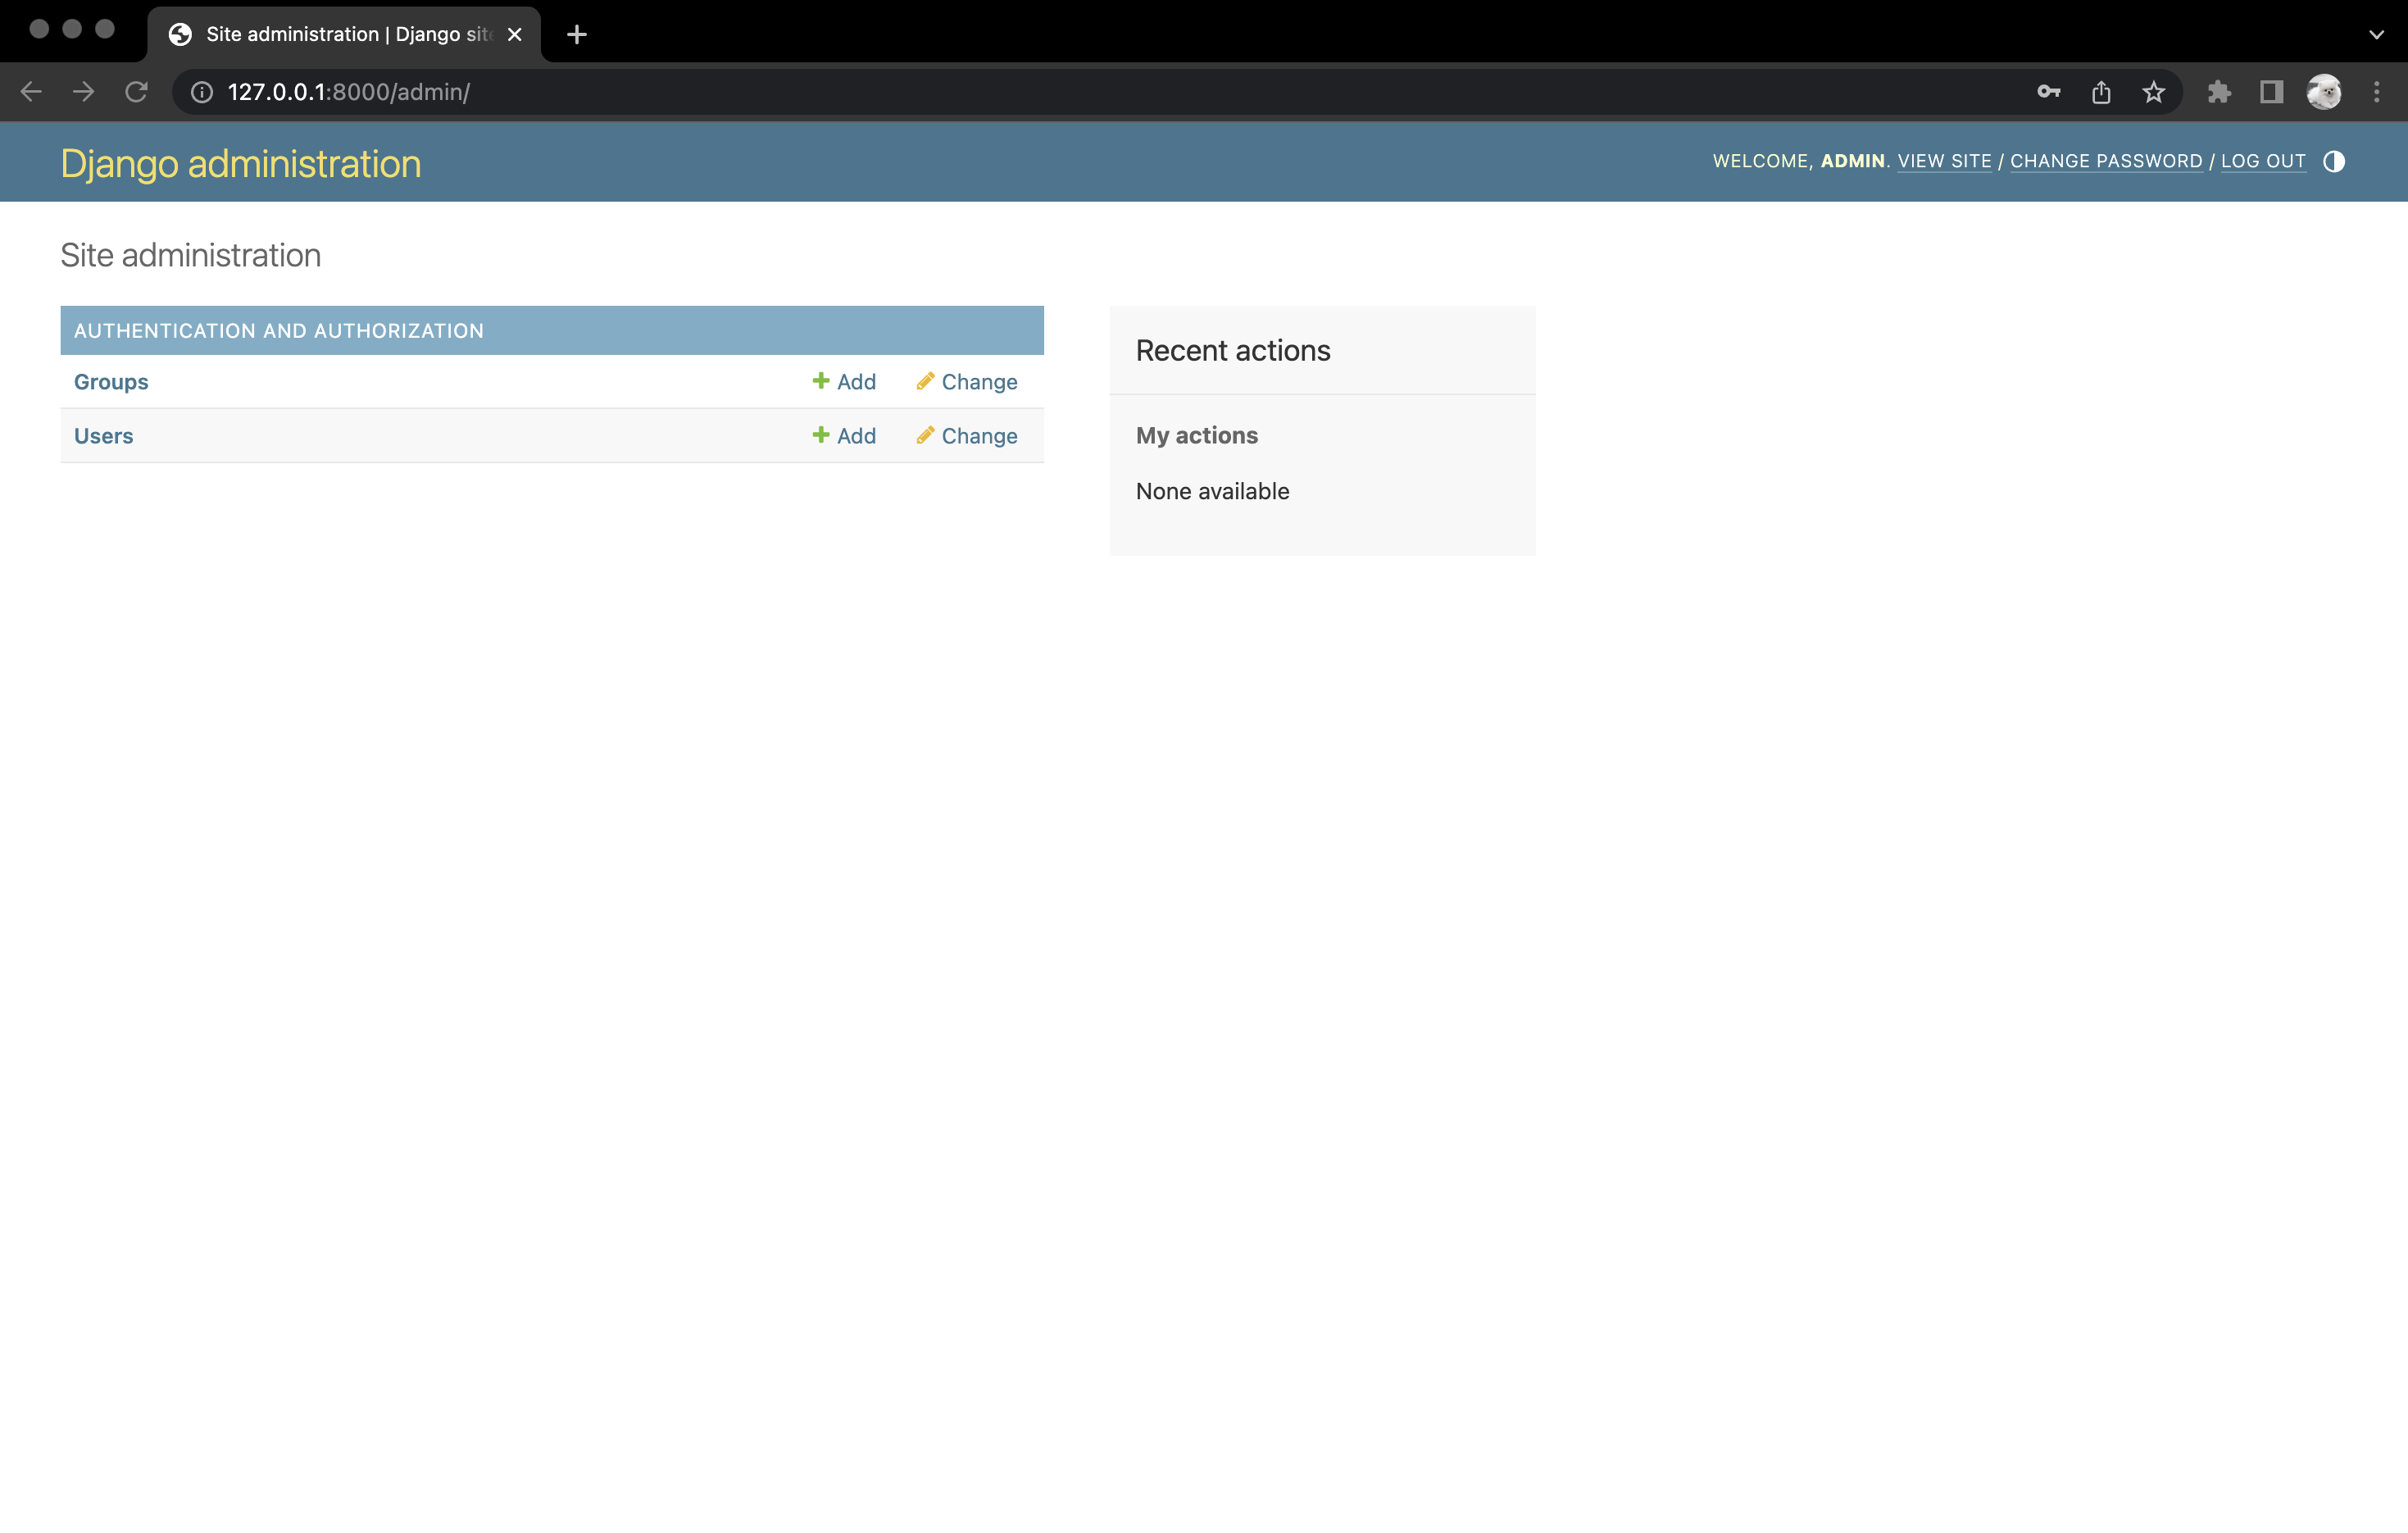 Site administration | Django sit
127.0.0.1:8000/admin/
Django administration
WELCOME, ADMIN. VIEW SITE / CHANGE PASSWORD / LOG OUT
Site administration
AUTHENTICATION AND AUTHORIZATION
Groups Add Change
Users Add Change
Recent actions
My actions
None available